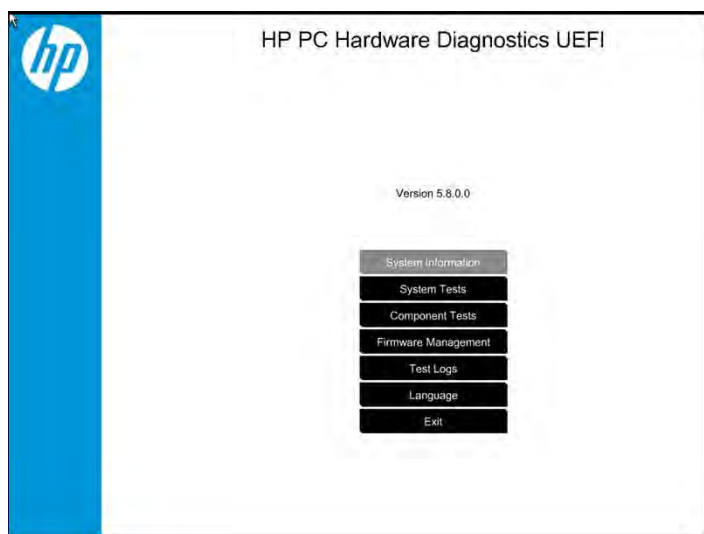 hp
HP PC Hardware Diagnostics UEFI
Version 5.8.0.0
System Information
System Tests
Component Tests
Firmware Management
Test Logs
Language
Exit